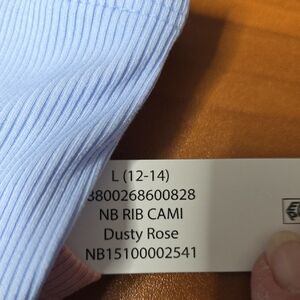 L (12-14)
3800268600828
NB RIB CAMI
Dusty Rose
NB15100002541